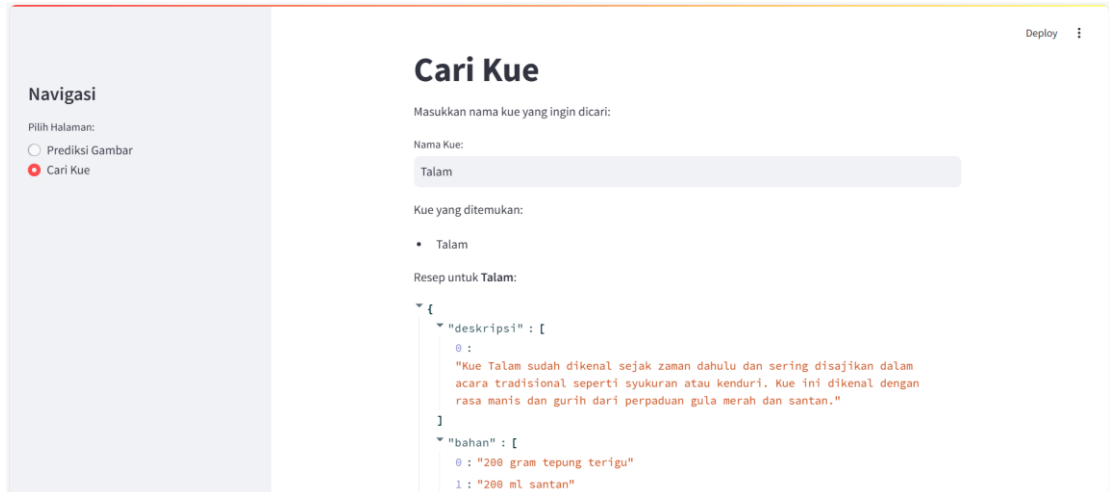 Deploy
Navigasi
Pilih Halaman:
Prediksi Gambar
Cari Kue
Cari Kue
Masukkan nama kue yang ingin dicari:
Nama Kue:
Talam
Kue yang ditemukan:
• Talam
Resep untuk Talam:
{
"deskripsi" : [
0 :
"Kue Talam sudah dikenal sejak zaman dahulu dan sering disajikan dalam
acara tradisional seperti syukuran atau kenduri. Kue ini dikenal dengan
rasa manis dan gurih dari perpaduan gula merah dan santan."
]
"bahan" : [
0 : "200 gram tepung terigu"
1 : "200 ml santan"